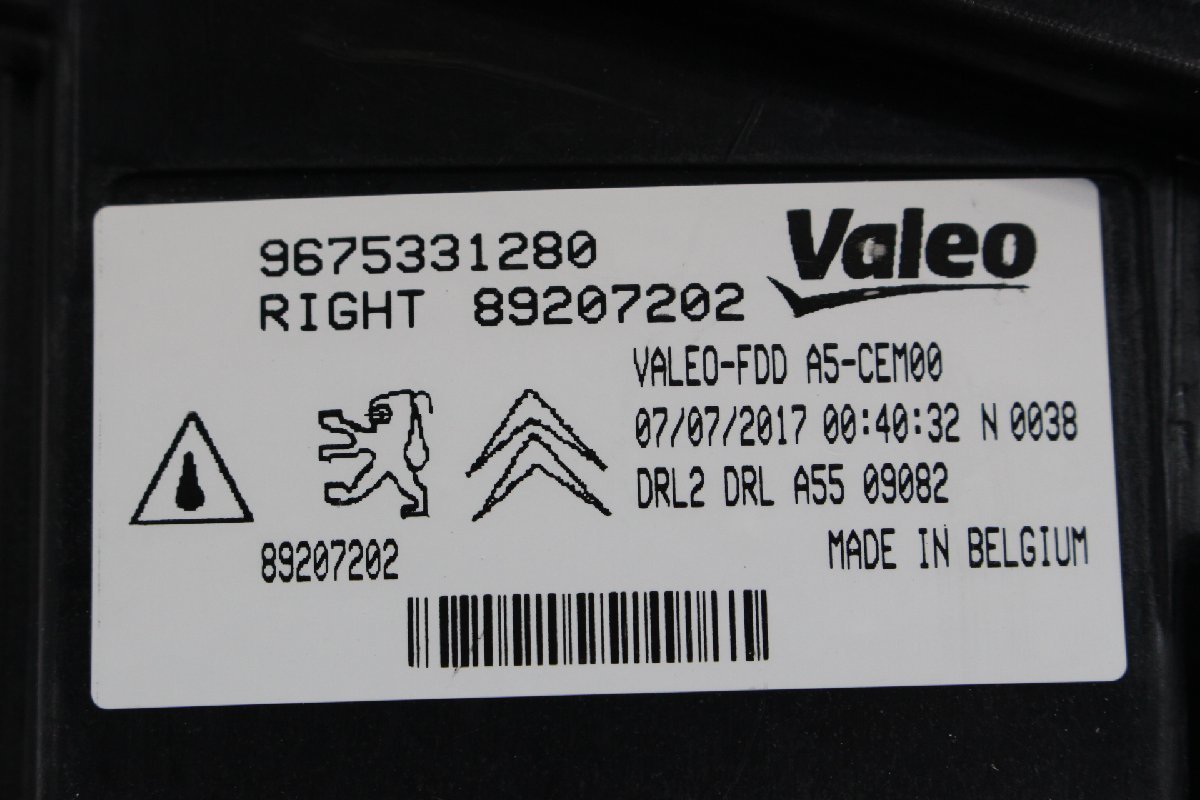 9675331280
Valeo
RIGHT 89207202
VALEO-FDD A5-CEM00
07/07/2017 00:40:32 N 0038
DRL2 DRL A55 09082
MADE IN BELGIUM
89207202